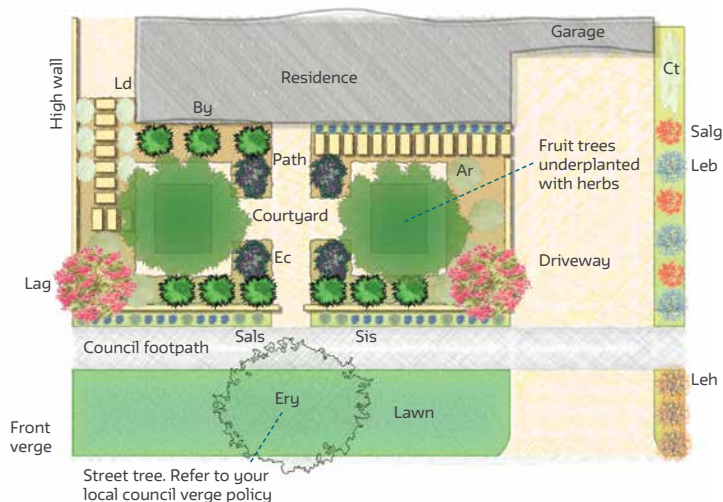 Garage
Residence
High wall
Ld
By
Ct
Salg
Leb
Path
Fruit trees
underplanted
with herbs
Ar
Courtyard
Ec
Driveway
Lag
Sals
Sis
Council footpath
Leh
Ery
Lawn
Front
verge
Street tree. Refer to your
local council verge policy